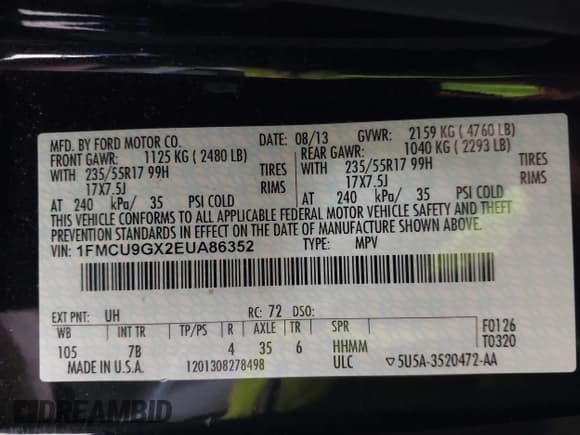 MFD. BY FORD MOTOR CO. DATE: 08/13 GVWR: 2159 KG ( 4760 LB)
FRONT GAWR: 1125 KG ( 2480 LB) REAR GAWR: 1040 KG ( 2293 LB)
WITH 235/55R17 99H TIRES WITH 235/55R17 99H TIRES
17X7.5J RIMS 17X7.5J RIMS
AT 240 kPa/ 35 PSI COLD AT 240 kPa/ 35 PSI COLD
THIS VEHICLE CONFORMS TO ALL APPLICABLE FEDERAL MOTOR VEHICLE SAFETY AND THEFT
PREVENTION STANDARDS IN EFFECT ON THE DATE OF MANUFACTURE SHOWN ABOVE.
VIN: 1FMCU9GX2EUA86352 TYPE: MPV
EXT PNT: UH RC: 72 DSO:
WB INT TR TP/PS R AXLE TR SPR F0126
105 7B 4 35 6 HHMM T0320
MADE IN U.S.A. 1201308278498 ULC ▽5U5A-3520472-AA
DREAMBID